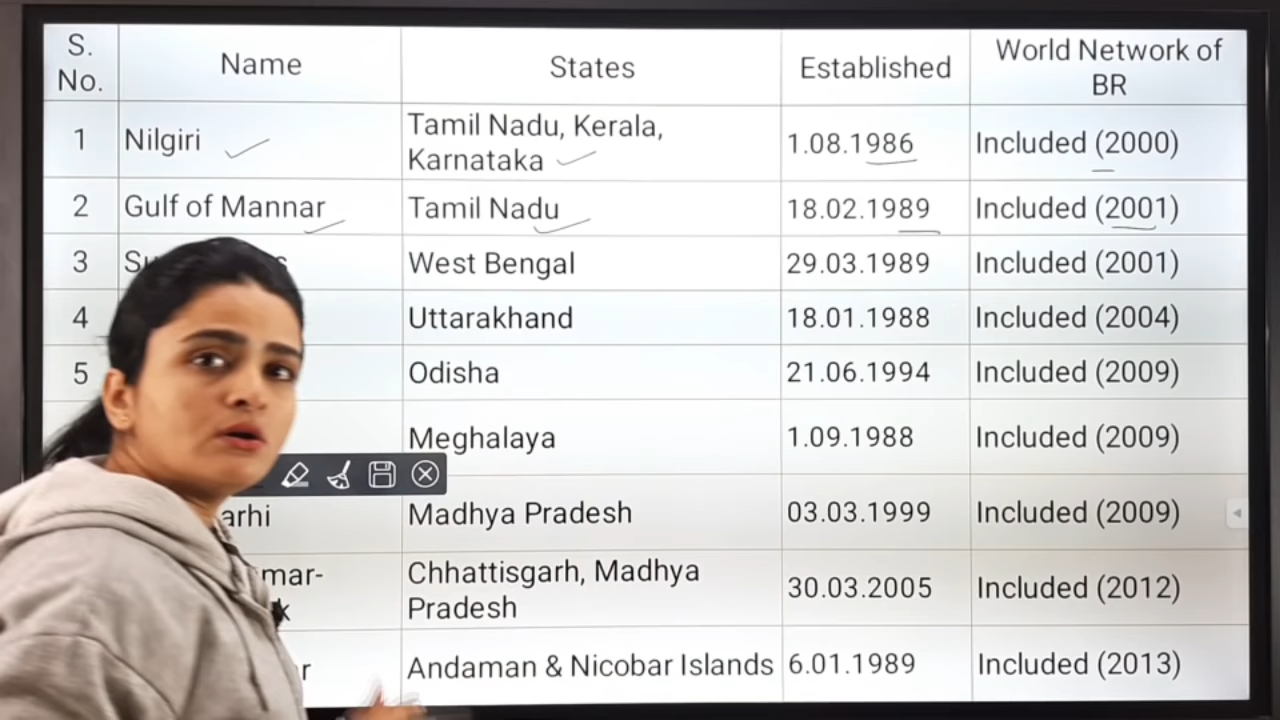 S.
No.
Name
States
Established
World Network of
BR
1
Nilgiri
Tamil Nadu, Kerala,
Karnataka
1.08.1986
Included (2000)
2
Gulf of Mannar
Tamil Nadu
18.02.1989
Included (2001)
3
West Bengal
29.03.1989
Included (2001)
4
Uttarakhand
18.01.1988
Included (2004)
5
Odisha
21.06.1994
Included (2009)
Meghalaya
1.09.1988
Included (2009)
arhi
Madhya Pradesh
03.03.1999
Included (2009)
mar-
k
Chhattisgarh, Madhya
Pradesh
30.03.2005
Included (2012)
r
Andaman & Nicobar Islands
6.01.1989
Included (2013)